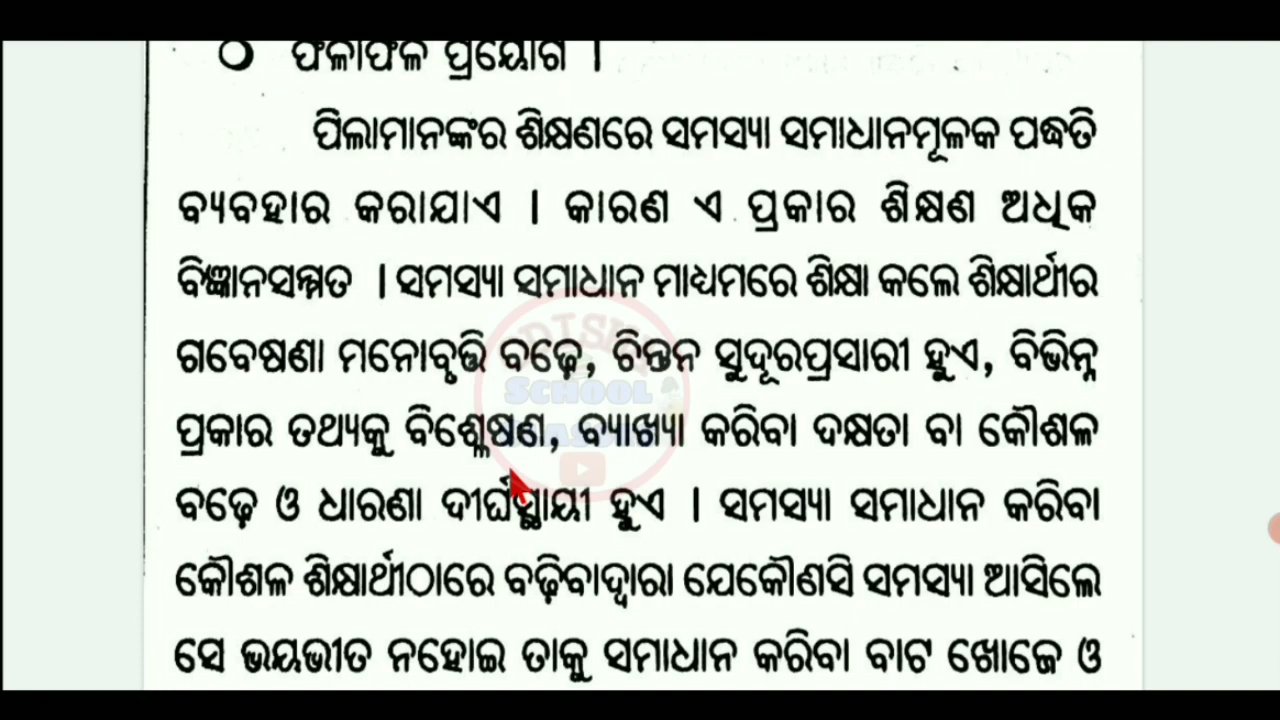 ଫଳାଫଳ ପ୍ରୟୋଗ ।
ପିଲାମାନଙ୍କର ଶିକ୍ଷଣରେ ସମସ୍ୟା ସମାଧାନମୂଳକ ପଦ୍ଧତି
ବ୍ୟବହାର କରାଯାଏ । କାରଣ ଏ ପ୍ରକାର ଶିକ୍ଷଣ ଅଧିକ
ବିଜ୍ଞାନସମ୍ମତ । ସମସ୍ୟା ସମାଧାନ ମାଧ୍ୟମରେ ଶିକ୍ଷା କଲେ ଶିକ୍ଷାର୍ଥୀର
ଗବେଷଣା ମନୋବୃତ୍ତି ବଢ଼େ, ଚିନ୍ତନ ସୁଦୂରପ୍ରସାରୀ ହୁଏ, ବିଭିନ୍ନ
ପ୍ରକାର ତଥ୍ୟକୁ ବିଶ୍ଳେଷଣ, ବ୍ୟାଖ୍ୟା କରିବା ଦକ୍ଷତା ବା କୌଶଳ
ବଢ଼େ ଓ ଧାରଣା ଦୀର୍ଘସ୍ଥାୟୀ ହୁଏ । ସମସ୍ୟା ସମାଧାନ କରିବା
କୌଶଳ ଶିକ୍ଷାର୍ଥୀଠାରେ ବଢ଼ିବାଦ୍ୱାରା ଯେକୌଣସି ସମସ୍ୟା ଆସିଲେ
ସେ ଭୟଭୀତ ନହୋଇ ତାକୁ ସମାଧାନ କରିବା ବାଟ ଖୋଜେ ଓ
SCHOOL